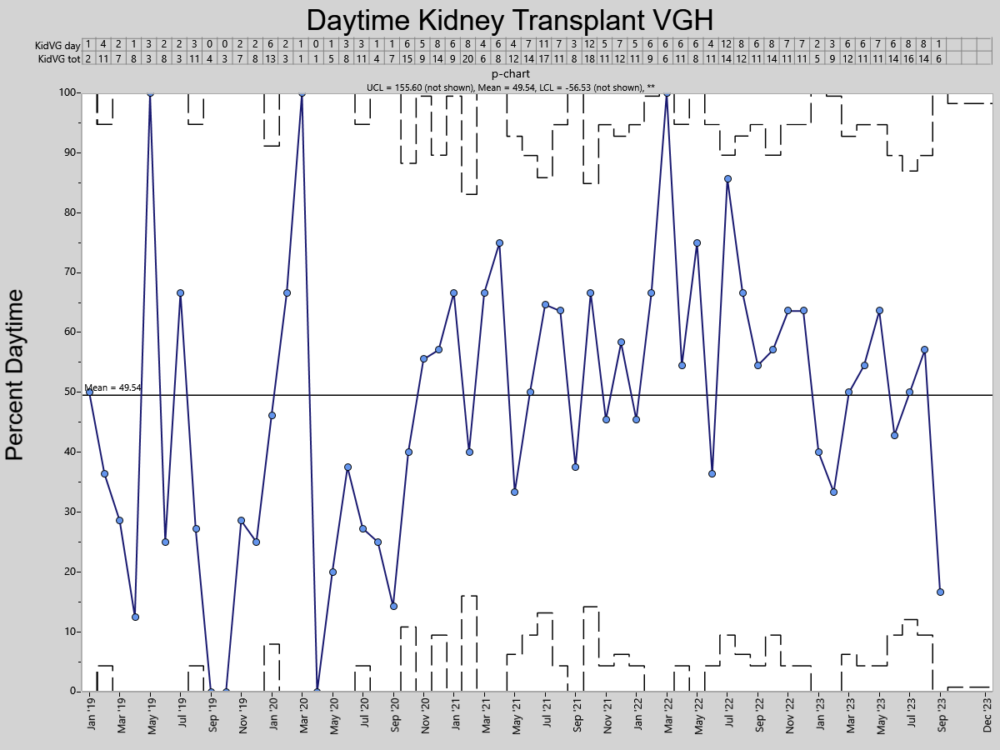 Daytime Kidney Transplant VGH
KidVG day 1 4 2 1 3 2 2 3 0 0 2 2 6 2 1 0 1 3 3 1 1 6 5 8 6 8 4 6 4 7 11 7 3 12 5 7 5 6 6 6 6 4 12 8 6 8 7 7 2 3 6 6 7 6 8 8 1
KidVG tot 2 11 7 8 3 8 3 11 4 3 7 8 13 3 1 1 5 8 11 4 7 15 9 14 9 20 6 8 12 14 17 11 8 18 11 12 11 9 6 11 8 11 14 12 11 14 11 11 5 9 12 11 11 14 16 14 6
p-chart
UCL = 155.60 (not shown), Mean = 49.54, LCL = -56.53 (not shown), **
100
90
80
70
60
50
40
30
20
10
0
Mean = 49.54
Percent Daytime
Jan '19
Mar '19
May '19
Jul '19
Sep '19
Nov '19
Jan '20
Mar '20
May '20
Jul '20
Sep '20
Nov '20
Jan '21
Mar '21
May '21
Jul '21
Sep '21
Nov '21
Jan '22
Mar '22
May '22
Jul '22
Sep '22
Nov '22
Jan '23
Mar '23
May '23
Jul '23
Sep '23
Dec '23